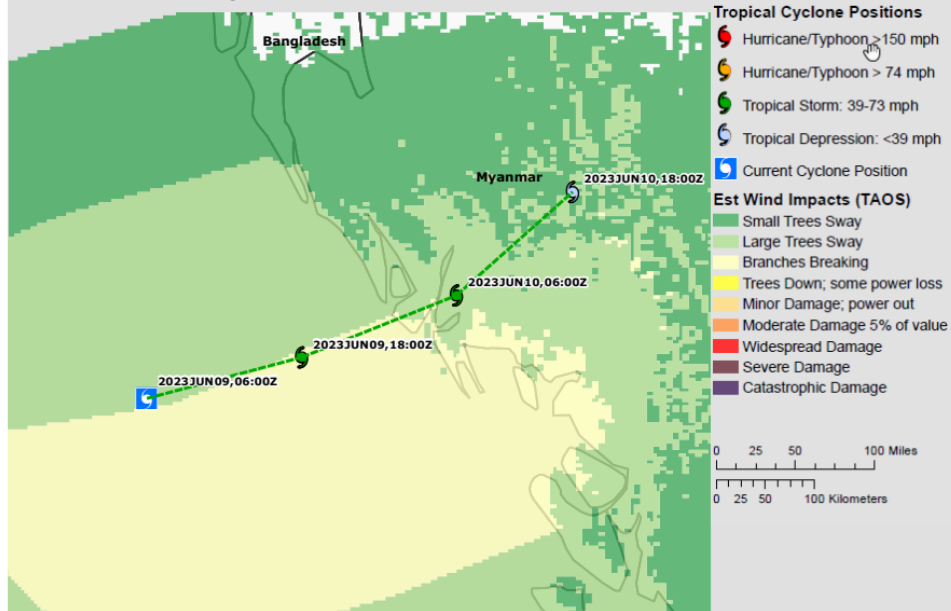 Bangladesh
Myanmar
2023JUN10,18:00Z
2023JUN10,06:00Z
2023JUN09,18:00Z
2023JUN09,06:00Z
Tropical Cyclone Positions
Hurricane/Typhoon >150 mph
Hurricane/Typhoon > 74 mph
Tropical Storm: 39-73 mph
Tropical Depression: <39 mph
Current Cyclone Position
Est Wind Impacts (TAOS)
Small Trees Sway
Large Trees Sway
Branches Breaking
Trees Down; some power loss
Minor Damage; power out
Moderate Damage 5% of value
Widespread Damage
Severe Damage
Catastrophic Damage
0 25 50 100 Miles
0 25 50 100 Kilometers